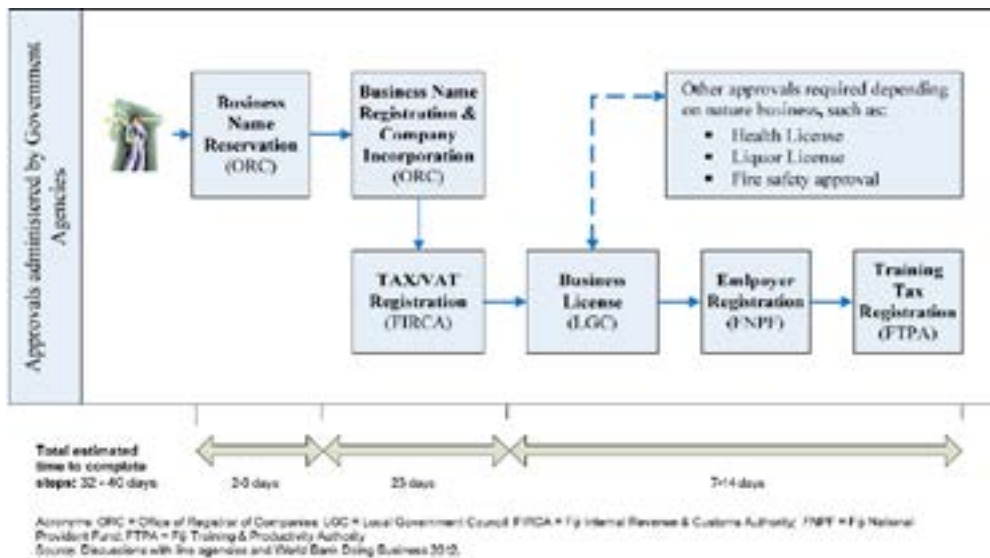 Approvals administered by Government
Agencies
Business
Name
Reservation
(ORC)
Business Name
Registration &
Company
Incorporation
(ORC)
Other approvals required depending
on nature business, such as:
▪ Health License
▪ Liquor License
▪ Fire safety approval
TAX/VAT
Registration
(FIRCA)
Business
License
(LGC)
Emlpoyer
Registration
(FNPF)
Training
Tax
Registration
(FTPA)
Total estimated
time to complete
steps: 32 - 40 days
2-3 days
23 days
7-14 days
Acronyms: ORC = Office of Registrar of Companies; LGC = Local Government Council; FIRCA = Fiji Internal Revenue & Customs Authority; FNPF = Fiji National
Provident Fund; FTPA = Fiji Training & Productivity Authority
Source: Discussions with line agencies and World Bank Doing Business 2012.